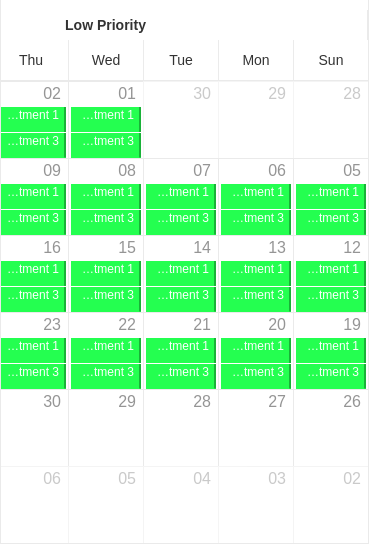 Low Priority
Thu Wed Tue Mon Sun
02 01 30 29 28
...tment 1 ...tment 1
...tment 3 ...tment 3
09 08 07 06 05
...tment 1 ...tment 1 ...tment 1 ...tment 1 ...tment 1
...tment 3 ...tment 3 ...tment 3 ...tment 3 ...tment 3
16 15 14 13 12
...tment 1 ...tment 1 ...tment 1 ...tment 1 ...tment 1
...tment 3 ...tment 3 ...tment 3 ...tment 3 ...tment 3
23 22 21 20 19
...tment 1 ...tment 1 ...tment 1 ...tment 1 ...tment 1
...tment 3 ...tment 3 ...tment 3 ...tment 3 ...tment 3
30 29 28 27 26
06 05 04 03 02